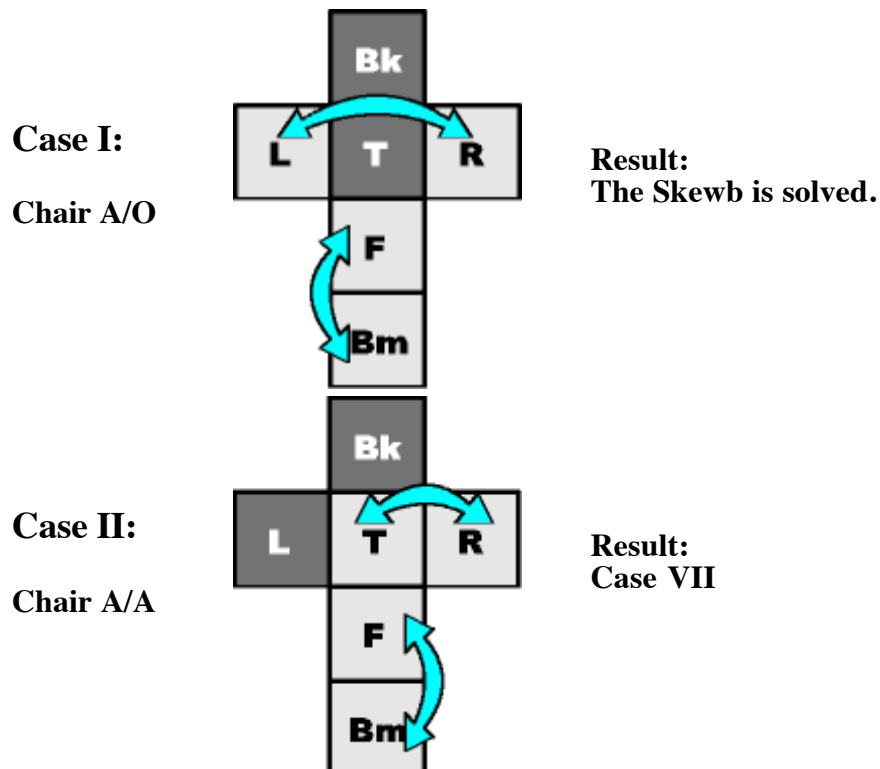 Bk
Case I:
L T R
Result:
The Skewb is solved.
Chair A/O
F
Bm
Bk
Case II:
L T R
Result:
Case VII
Chair A/A
F
Bm